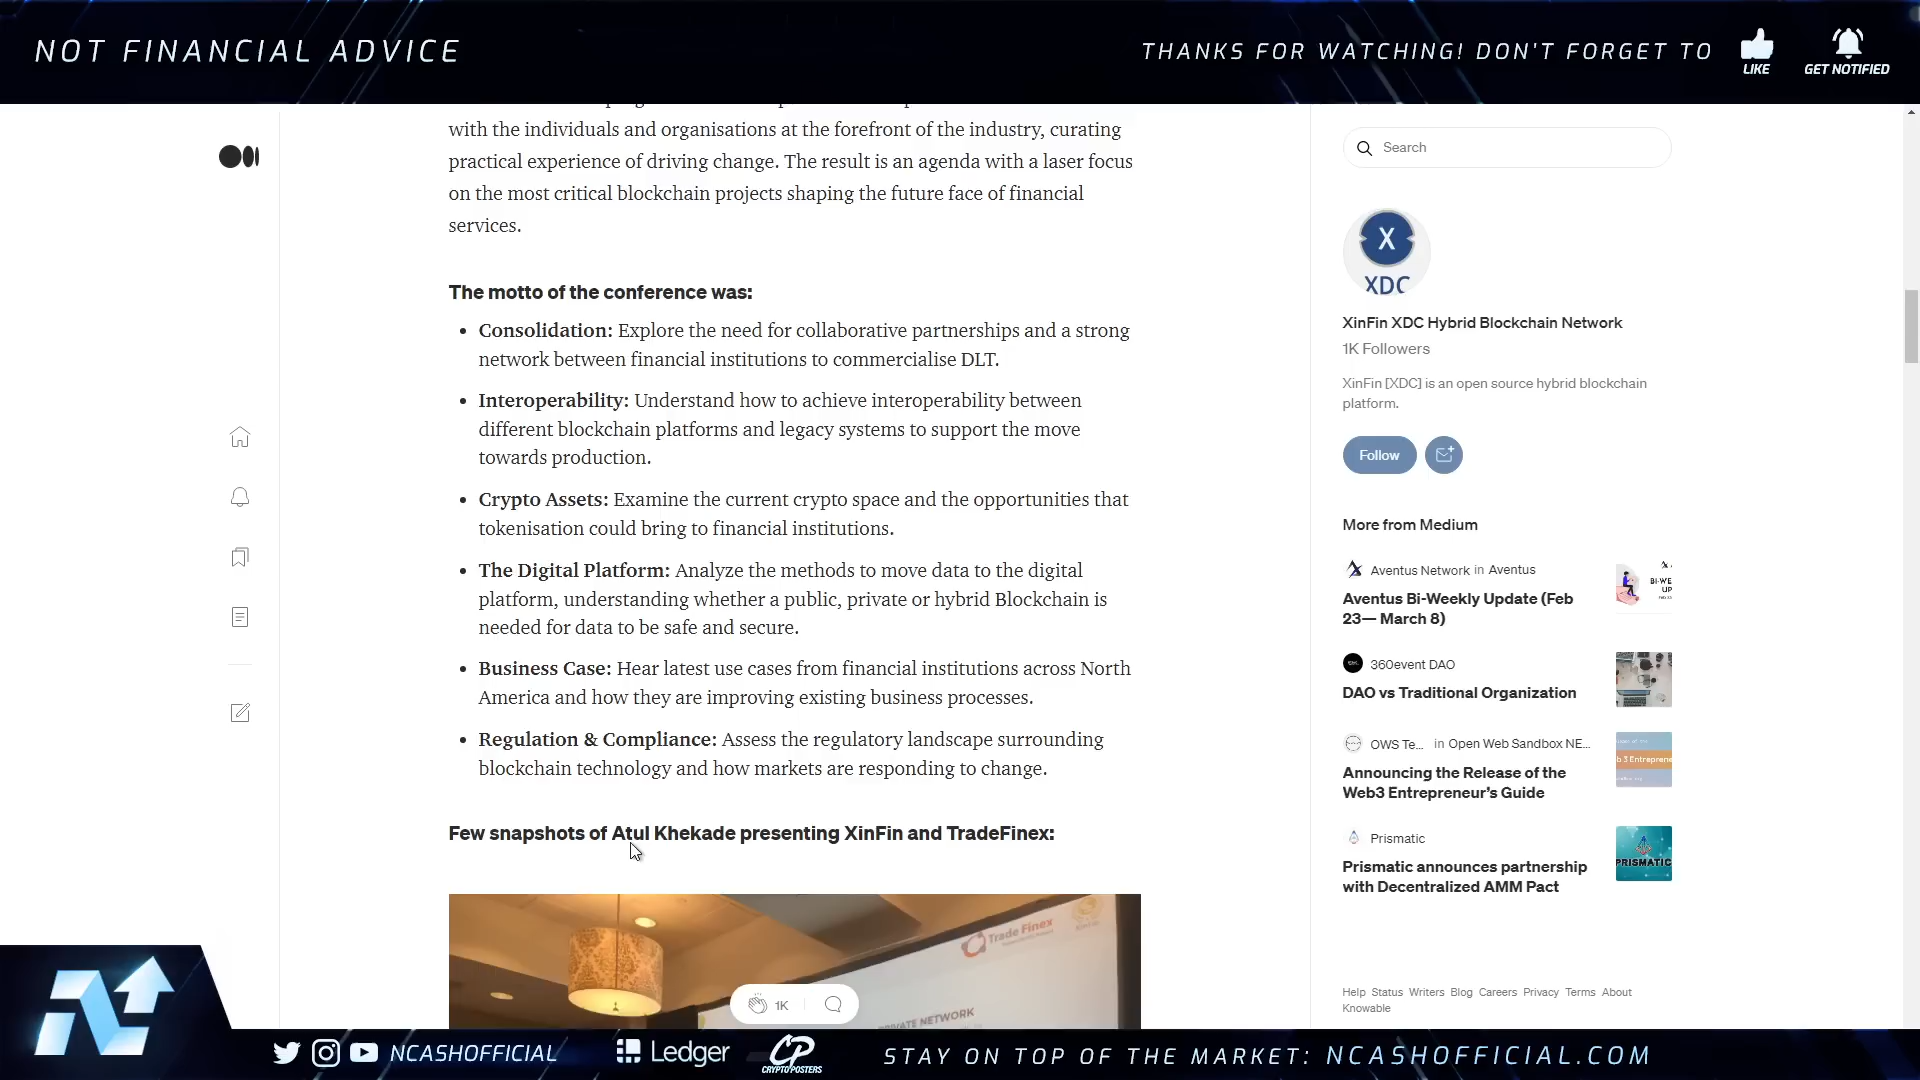 NOT FINANCIAL ADVICE
THANKS FOR WATCHING! DON'T FORGET TO
LIKE
GET NOTIFIED
with the individuals and organisations at the forefront of the industry, curating
practical experience of driving change. The result is an agenda with a laser focus
on the most critical blockchain projects shaping the future face of financial
services.
The motto of the conference was:
• Consolidation: Explore the need for collaborative partnerships and a strong
network between financial institutions to commercialise DLT.
• Interoperability: Understand how to achieve interoperability between
different blockchain platforms and legacy systems to support the move
towards production.
• Crypto Assets: Examine the current crypto space and the opportunities that
tokenisation could bring to financial institutions.
• The Digital Platform: Analyze the methods to move data to the digital
platform, understanding whether a public, private or hybrid Blockchain is
needed for data to be safe and secure.
• Business Case: Hear latest use cases from financial institutions across North
America and how they are improving existing business processes.
• Regulation & Compliance: Assess the regulatory landscape surrounding
blockchain technology and how markets are responding to change.
Few snapshots of Atul Khekade presenting XinFin and TradeFinex:
Trade Finex
PRIVATE NETWORK
1K
Search
X
XDC
XinFin XDC Hybrid Blockchain Network
1K Followers
XinFin [XDC] is an open source hybrid blockchain
platform.
Follow
More from Medium
Aventus Network in Aventus
Aventus Bi-Weekly Update (Feb
23— March 8)
360event DAO
DAO vs Traditional Organization
OWS Te... in Open Web Sandbox NE...
Announcing the Release of the
Web3 Entrepreneur's Guide
b 3 Entreprene
Prismatic
Prismatic announces partnership
with Decentralized AMM Pact
PRISMATIC
Help Status Writers Blog Careers Privacy Terms About
Knowable
NCASHOFFICIAL
Ledger
CP
CRYPTOPOSTERS
STAY ON TOP OF THE MARKET: NCASHOFFICIAL.COM